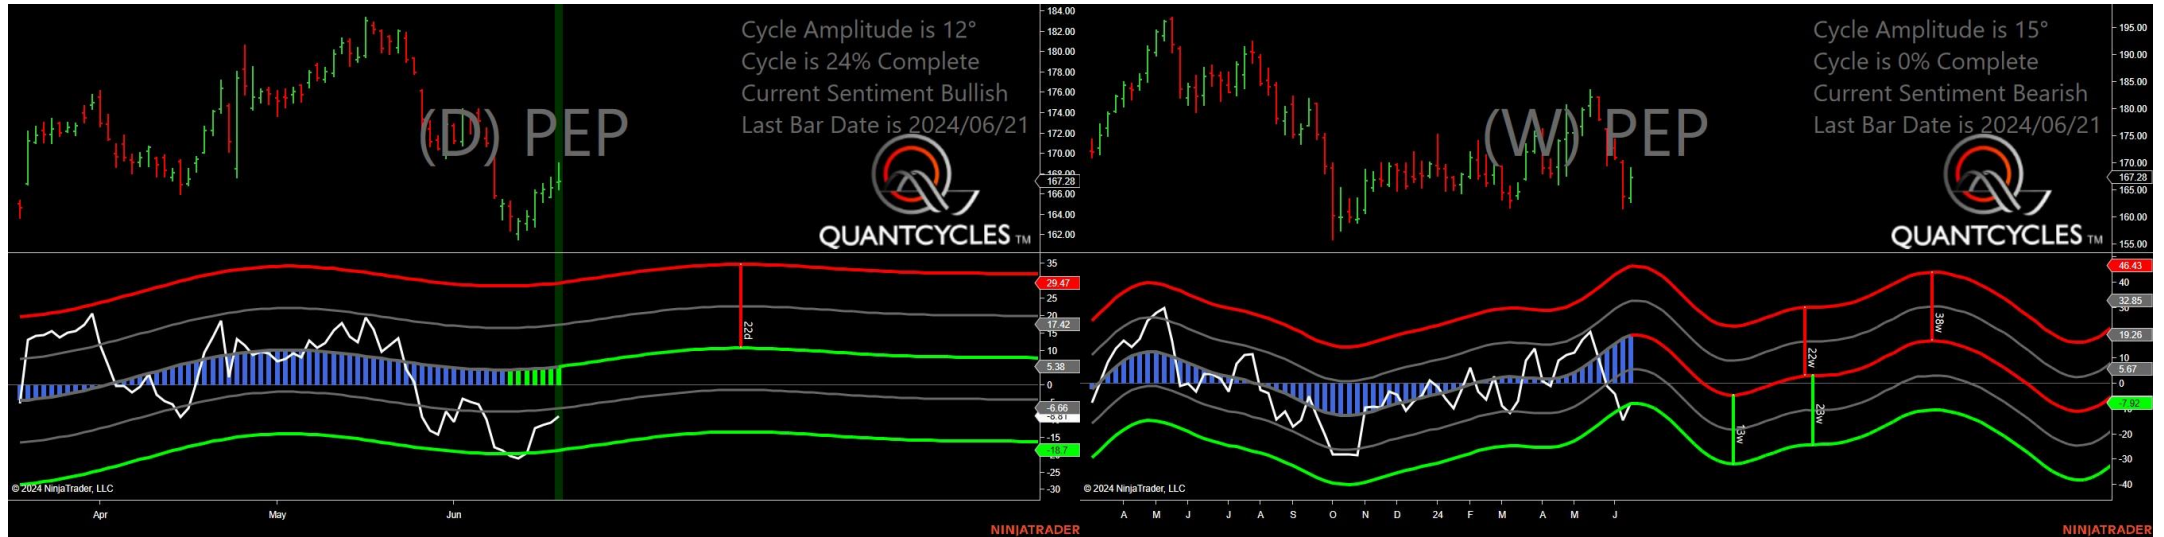 Cycle Amplitude is 12°
Cycle is 24% Complete
Current Sentiment Bullish
Last Bar Date is 2024/06/21
(D) PEP
QUANTCYCLES TM
184.00
182.00
180.00
178.00
176.00
174.00
172.00
170.00
168.00
167.28
166.00
164.00
162.00
35
29.47
25
20
17.42
15
10
5.38
0
-6.66
-15
-18.7
-25
-30
22d
© 2024 NinjaTrader, LLC
Apr May Jun
NINJATRADER
Cycle Amplitude is 15°
Cycle is 0% Complete
Current Sentiment Bearish
Last Bar Date is 2024/06/21
(W) PEP
QUANTCYCLES TM
195.00
190.00
185.00
180.00
175.00
170.00
167.28
165.00
160.00
155.00
46.43
40
32.85
30
19.26
10
5.67
0
-7.92
-20
-30
-40
13w
22w
38w
© 2024 NinjaTrader, LLC
A M J J A S O N D 24 F M A M J
NINJATRADER